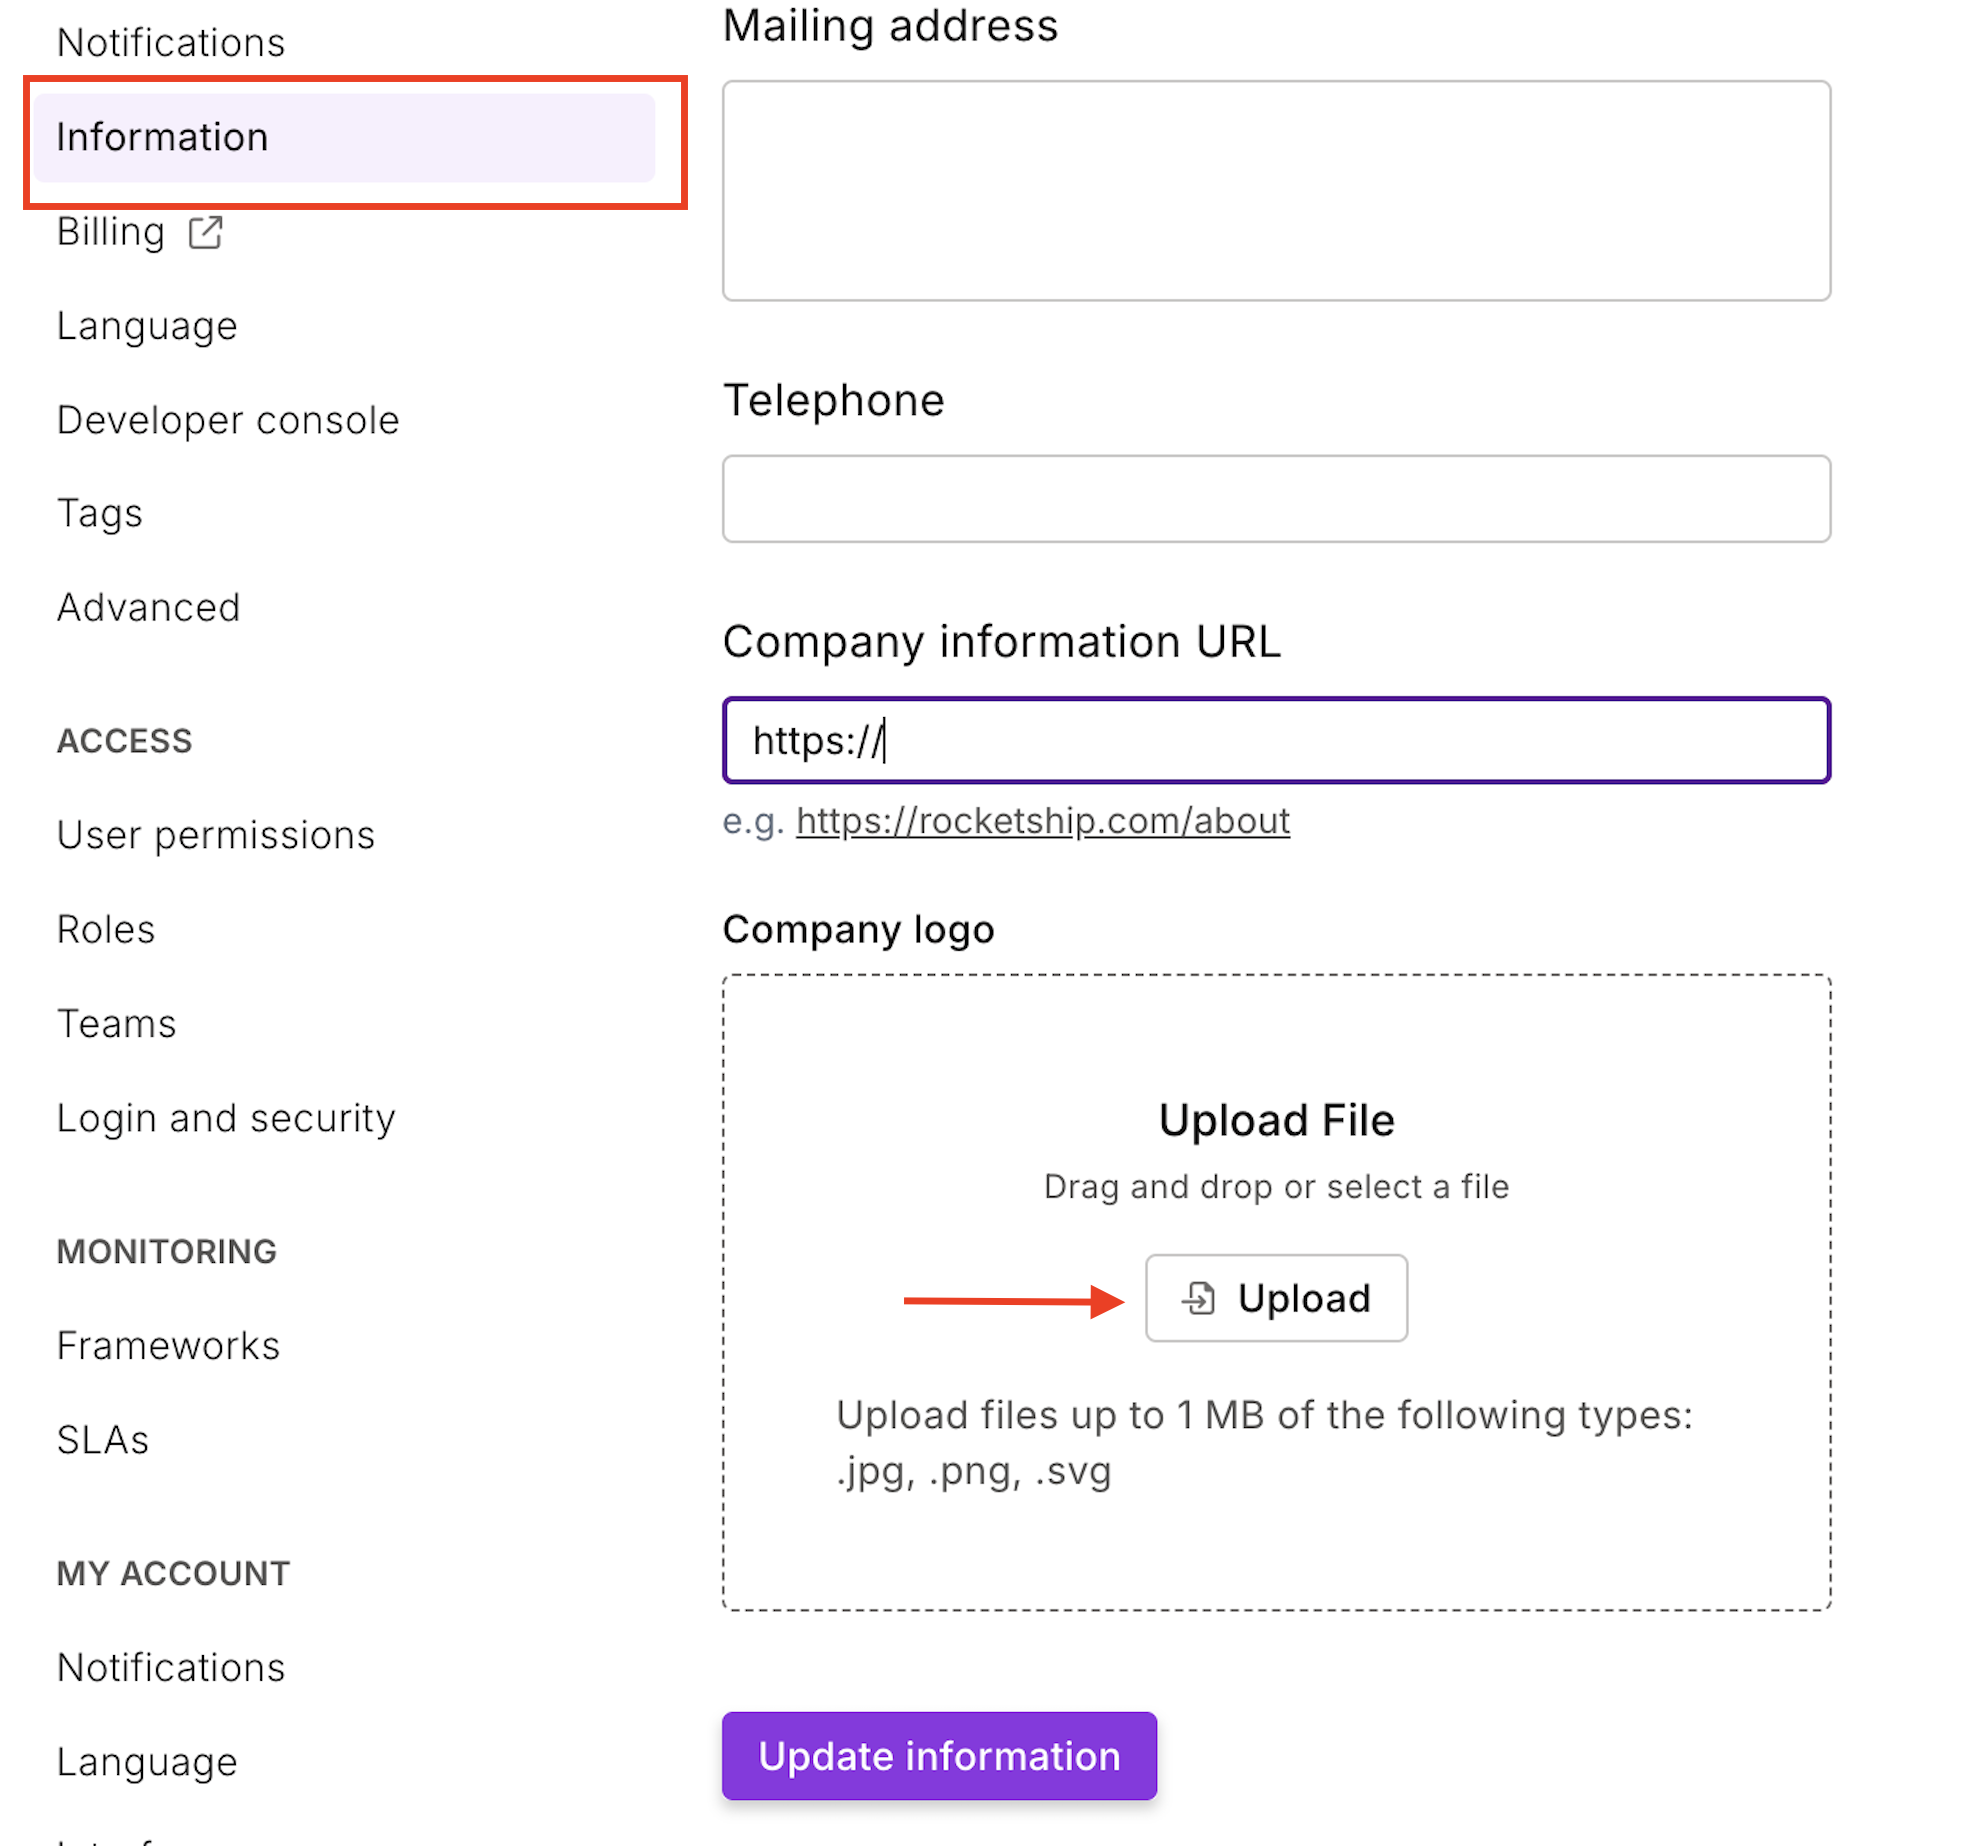 Notifications
Information
Billing
Language
Developer console
Tags
Advanced
ACCESS
User permissions
Roles
Teams
Login and security
MONITORING
Frameworks
SLAs
MY ACCOUNT
Notifications
Language
Mailing address
Telephone
Company information URL
https://
e.g. https://rocketship.com/about
Company logo
Upload File
Drag and drop or select a file
Upload
Upload files up to 1 MB of the following types:
.jpg, .png, .svg
Update information